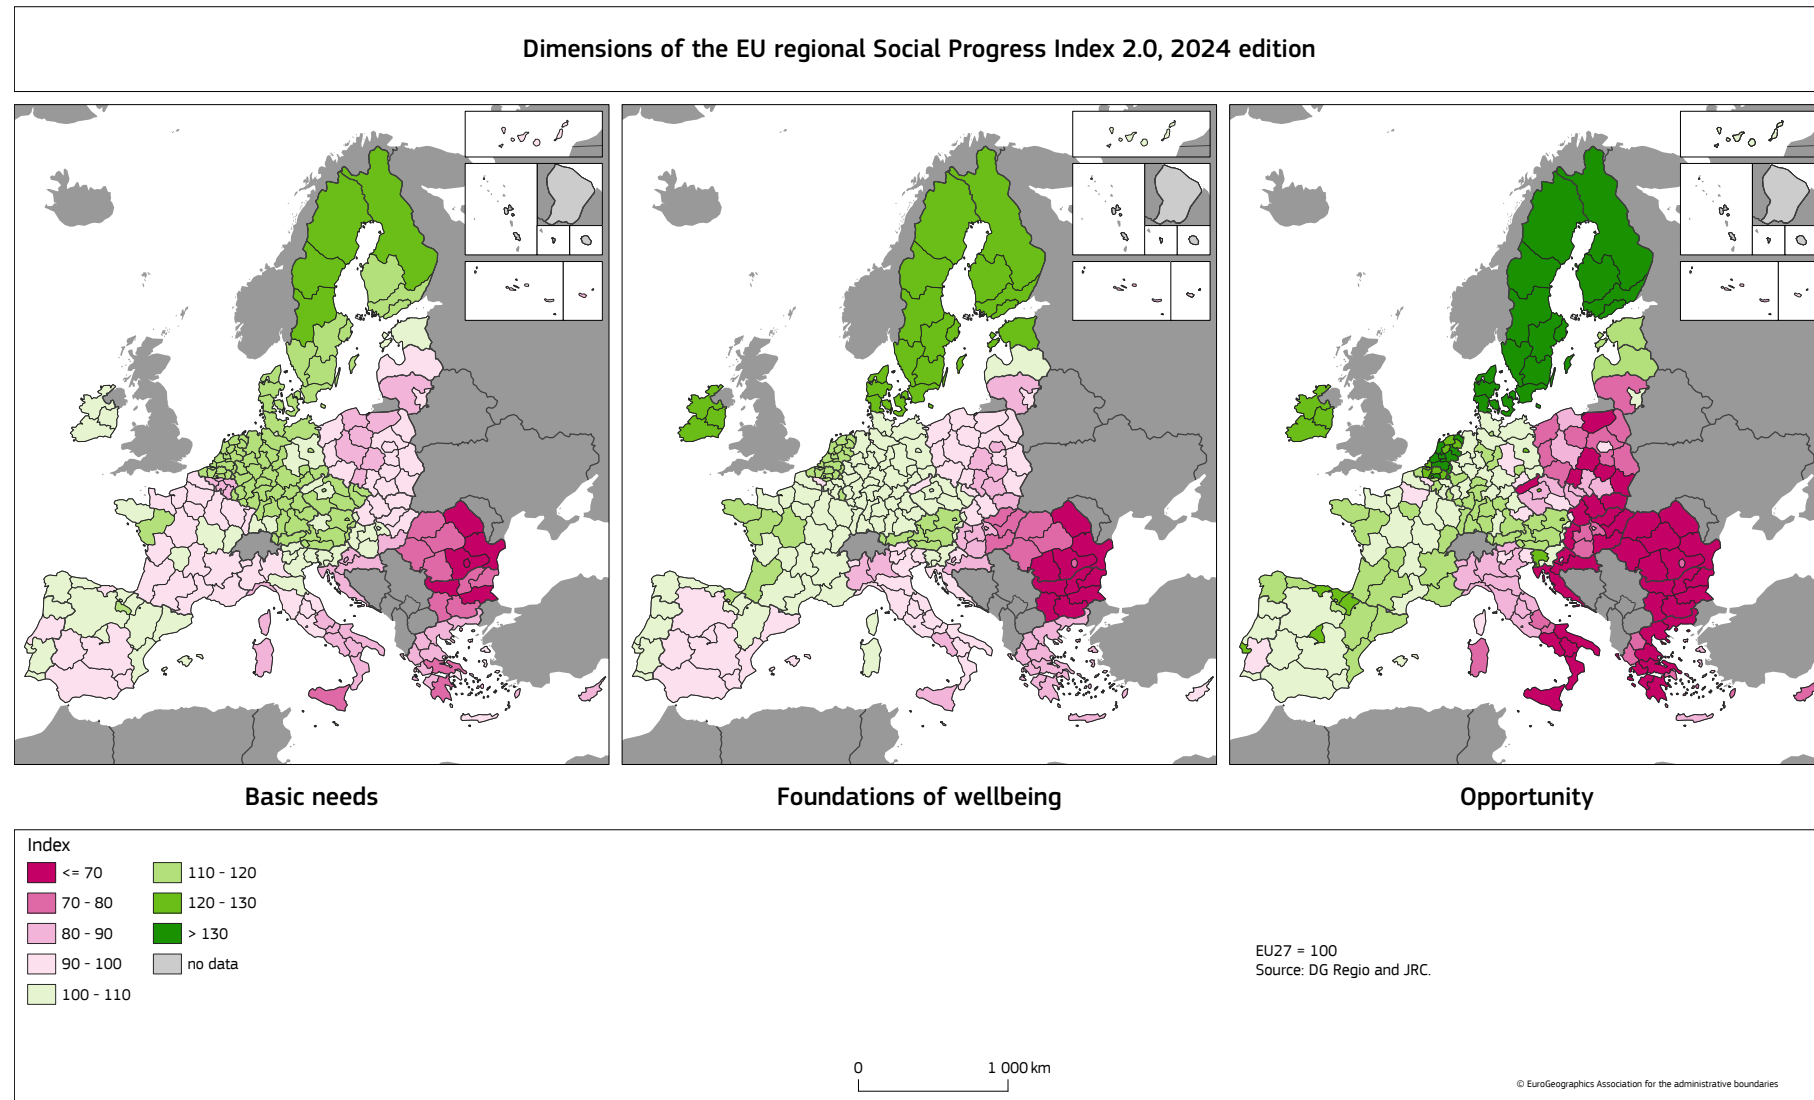 Dimensions of the EU regional Social Progress Index 2.0, 2024 edition
Basic needs
Foundations of wellbeing
Opportunity
Index
<= 70
70 - 80
80 - 90
90 - 100
100 - 110
110 - 120
120 - 130
> 130
no data
EU27 = 100
Source: DG Regio and JRC.
0 1 000 km
© EuroGeographics Association for the administrative boundaries